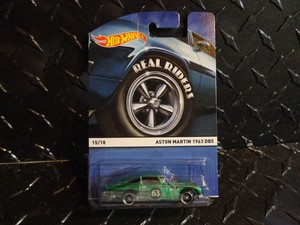 Hot Wheels
REAL RIDERS
15/18
ASTON MARTIN 1963 DB5
63